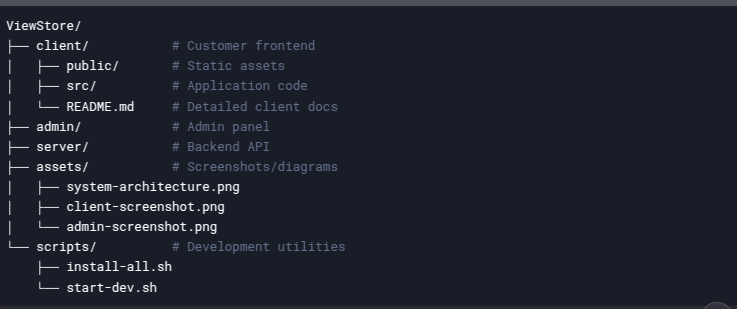 ViewStore/
├── client/          # Customer frontend
│   ├── public/      # Static assets
│   ├── src/         # Application code
│   └── README.md    # Detailed client docs
├── admin/           # Admin panel
├── server/          # Backend API
├── assets/          # Screenshots/diagrams
│   ├── system-architecture.png
│   ├── client-screenshot.png
│   └── admin-screenshot.png
└── scripts/         # Development utilities
    ├── install-all.sh
    └── start-dev.sh